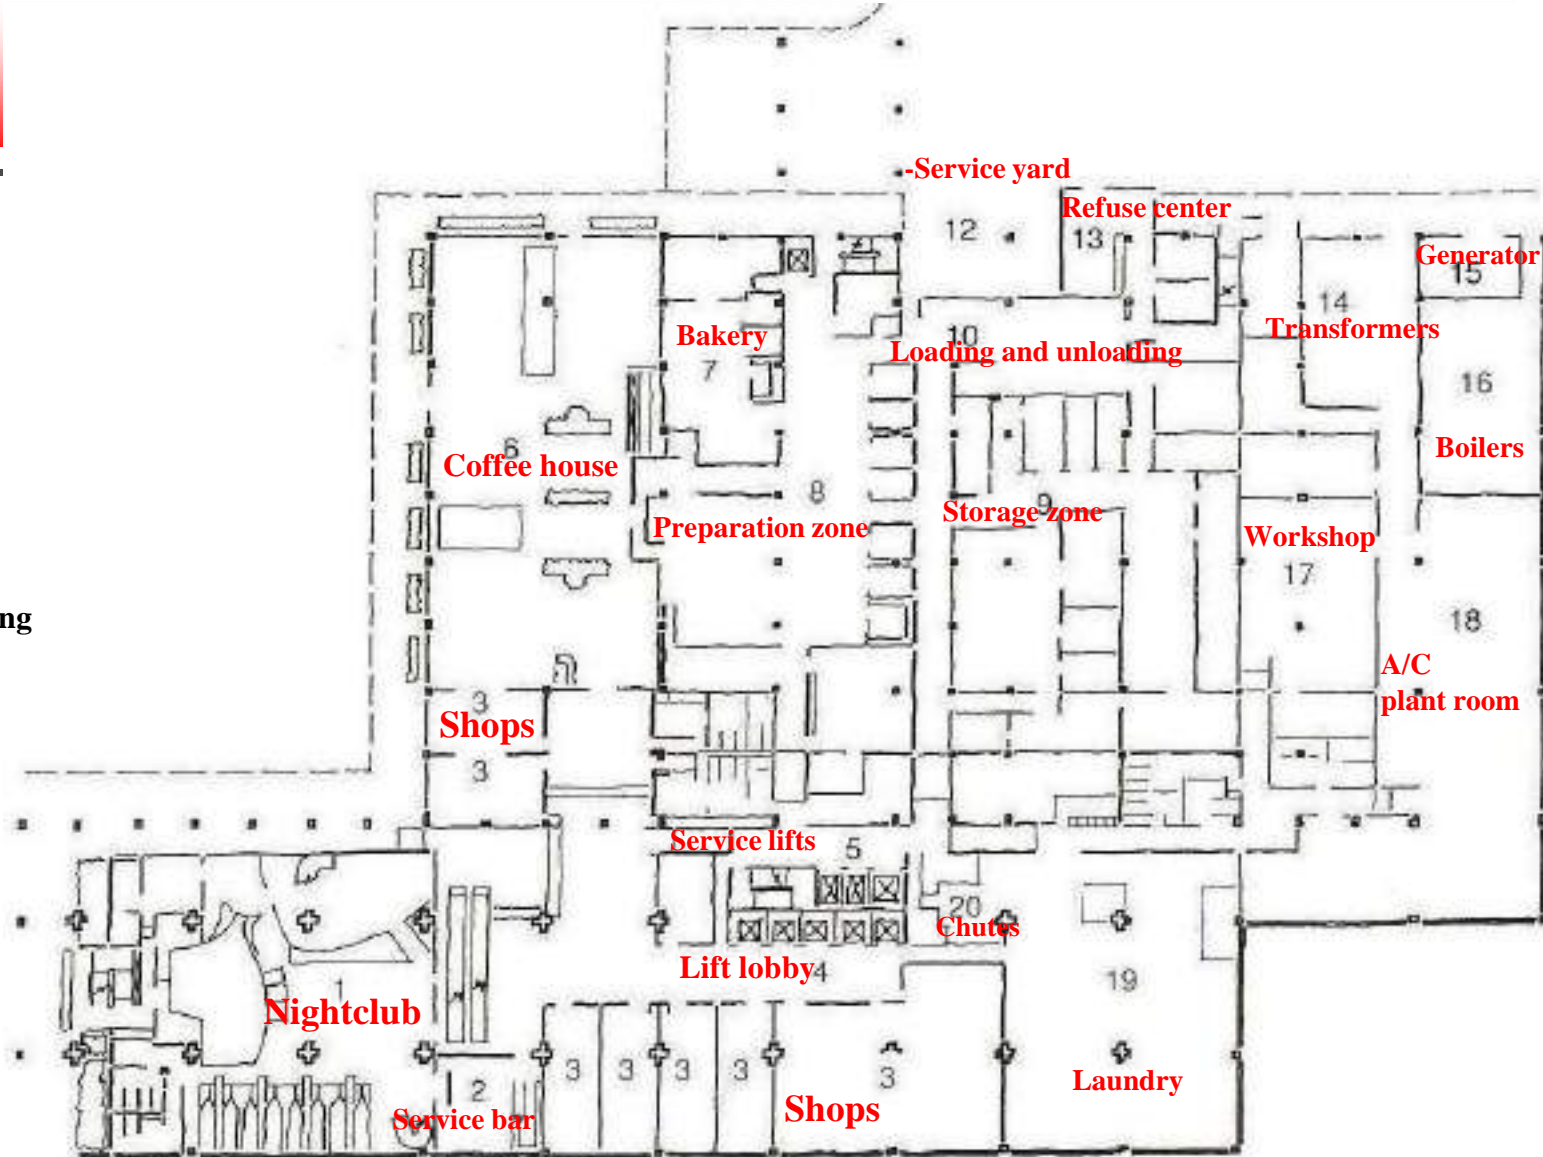 -Service yard
Refuse center
12
13
Generator
15
14
Transformers
Bakery
7
10
Loading and unloading
16
Boilers
6
Coffee house
8
Preparation zone
9
Storage zone
Workshop
17
18
A/C
plant room
ng
3
Shops
3
Service lifts
5
20
Chutes
Lift lobby
4
19
1
Nightclub
3
3
3
3
3
2
Service bar
Shops
Laundry